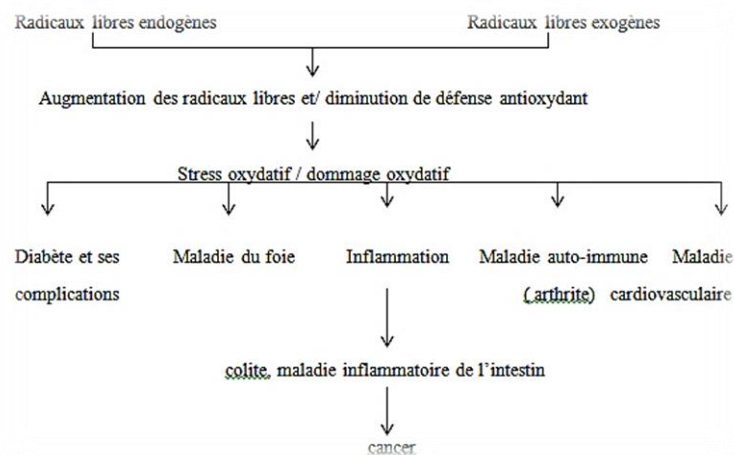 Radicaux libres endogènes Radicaux libres exogènes
Augmentation des radicaux libres et/ diminution de défense antioxydant
Stress oxydatif / dommage oxydatif
Diabète et ses Maladie du foie Inflammation Maladie auto-immune Maladie
complications ( arthrite) cardiovasculaire
colite, maladie inflammatoire de l’intestin
cancer